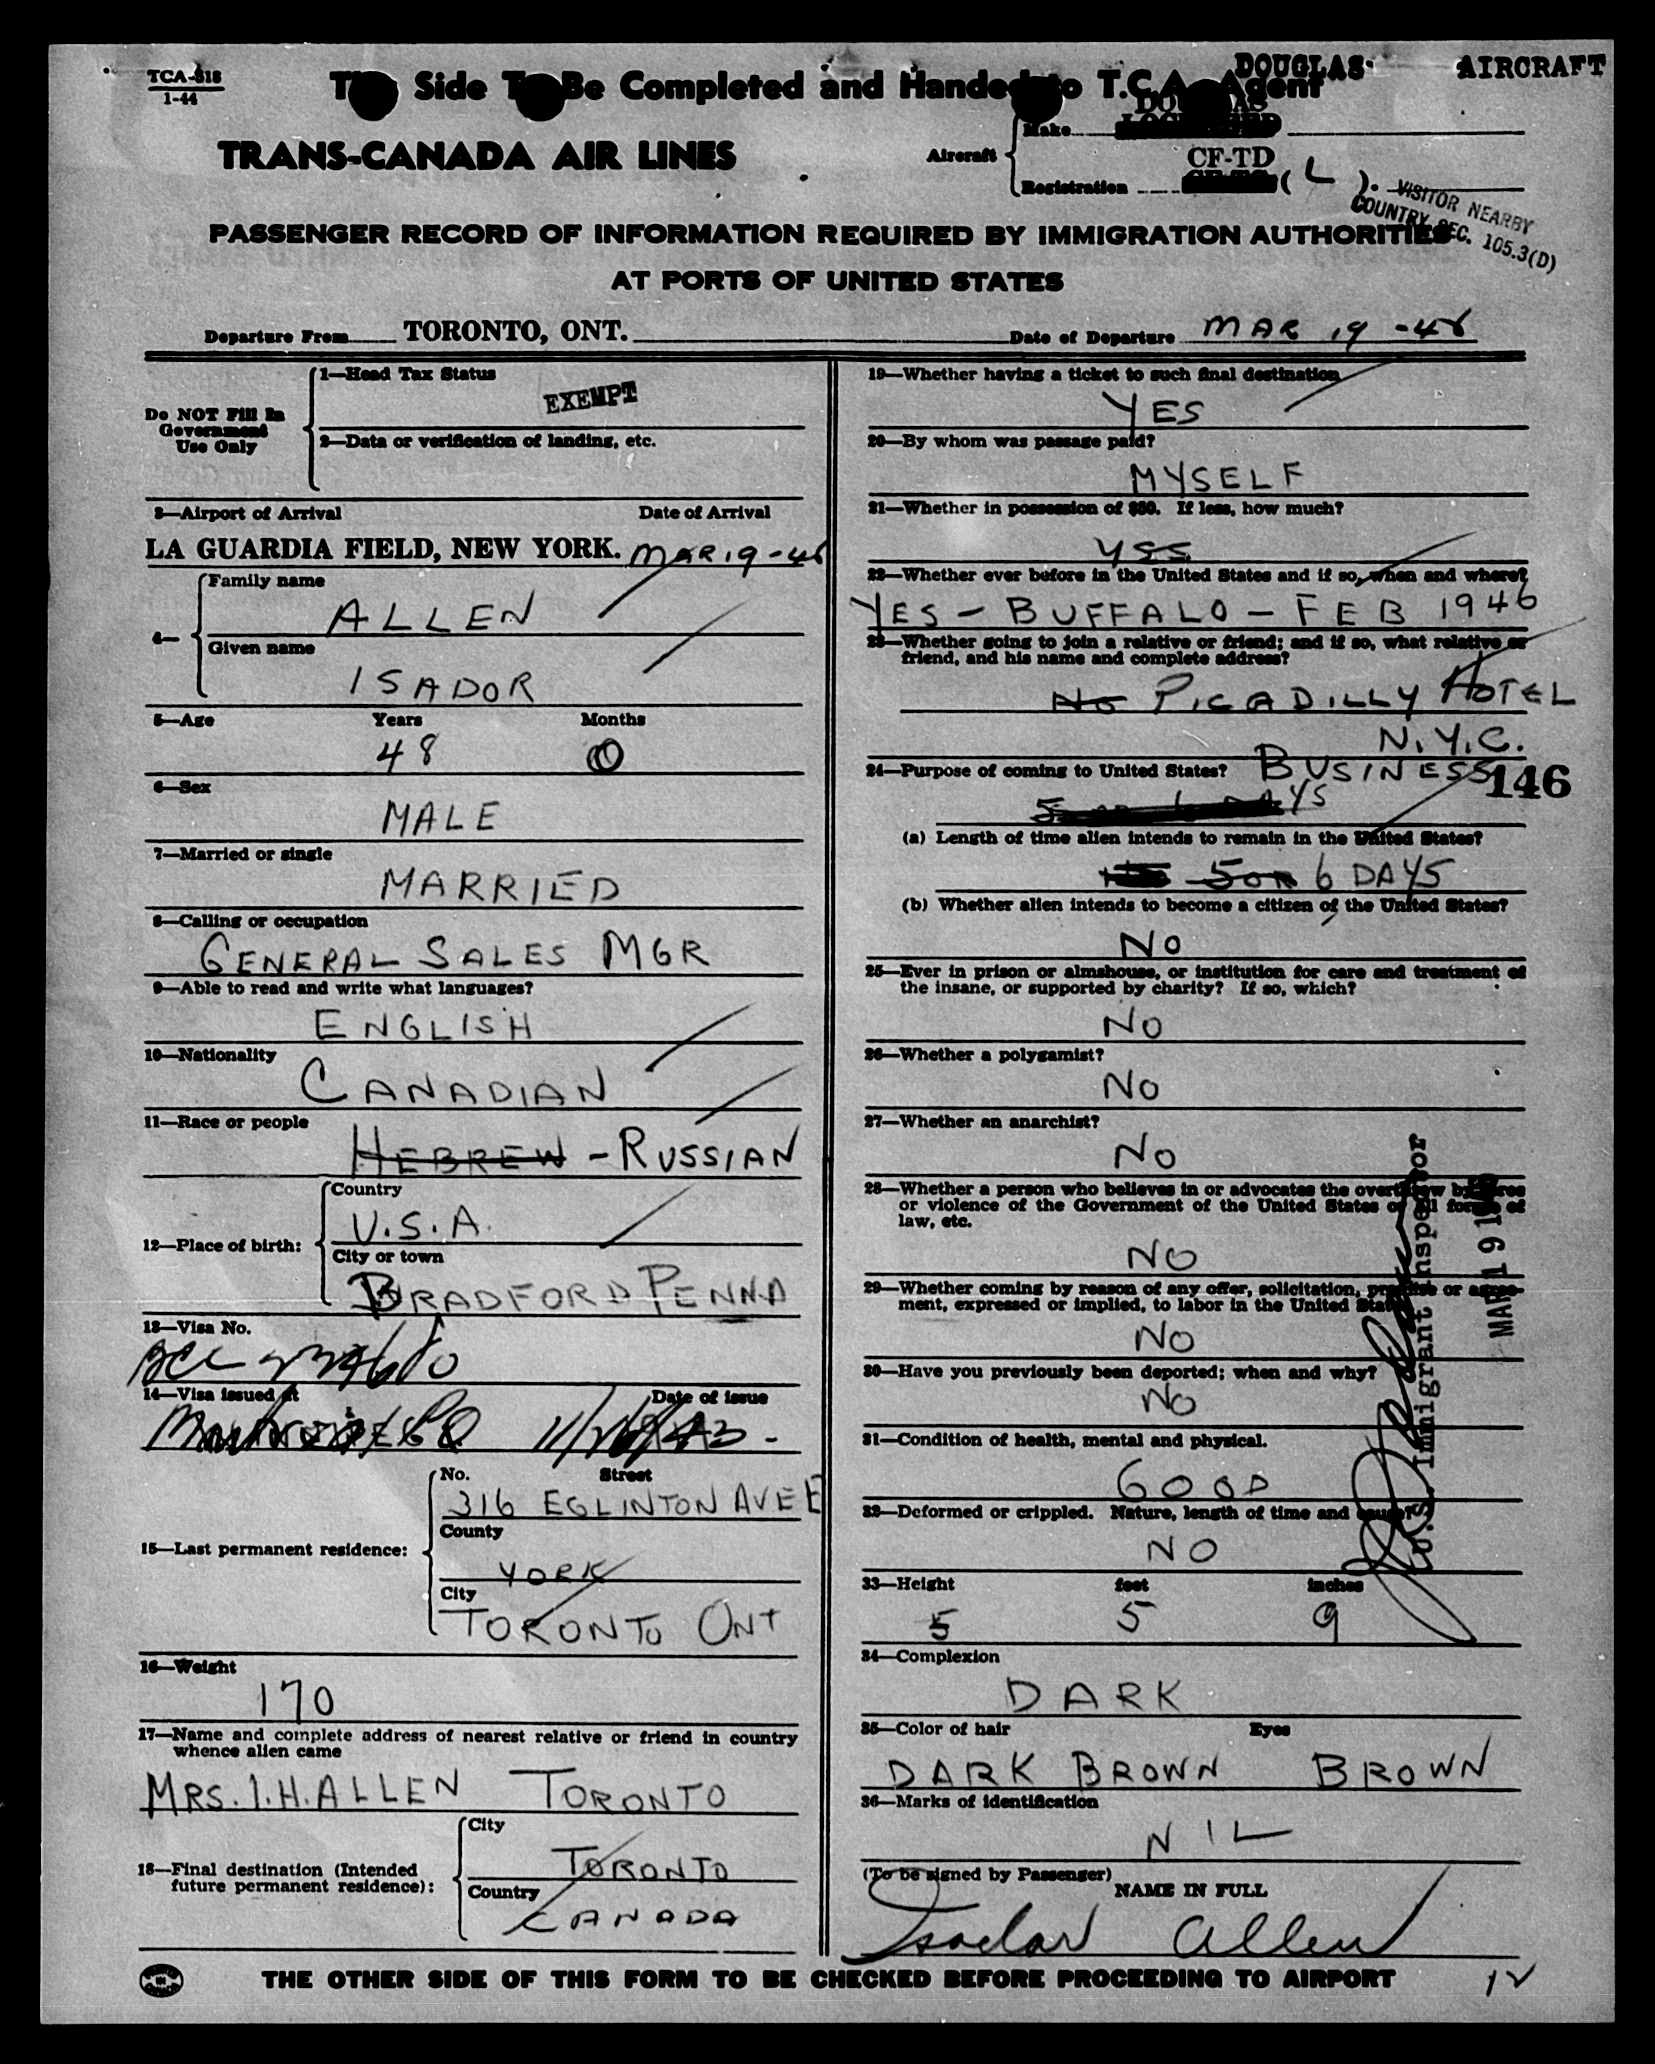 TCA-818
1-44
DOUGLAS AIRCRAFT
Side To Be Completed and Handed to T.C.A. Agent
TRANS-CANADA AIR LINES
Aircraft
Make DOUGLAS
Registration CF-TD ( L ).
VISITOR NEARBY
COUNTRY SEC. 105.3(D)
PASSENGER RECORD OF INFORMATION REQUIRED BY IMMIGRATION AUTHORITIES
AT PORTS OF UNITED STATES
Departure From TORONTO, ONT. Date of Departure MAR 19 -46
Do NOT Fill In
Government
Use Only
1—Head Tax Status
EXEMPT
2—Data or verification of landing, etc.
3—Airport of Arrival Date of Arrival
LA GUARDIA FIELD, NEW YORK. MAR 19-46
4—
Family name
ALLEN
Given name
ISADOR
5—Age Years Months
48 0
6—Sex
MALE
7—Married or single
MARRIED
8—Calling or occupation
GENERAL SALES MGR
9—Able to read and write what languages?
ENGLISH
10—Nationality
CANADIAN
11—Race or people
HEBREW - RUSSIAN
12—Place of birth:
Country
U.S.A.
City or town
BRADFORD PENNA
13—Visa No.
14—Visa issued at Date of issue
15—Last permanent residence:
No. Street
316 EGLINTON AVE E
County
YORK
City
TORONTO ONT
16—Weight
170
17—Name and complete address of nearest relative or friend in country
whence alien came
MRS. I.H. ALLEN TORONTO
18—Final destination (Intended
future permanent residence):
City
TORONTO
Country
CANADA
19—Whether having a ticket to such final destination
YES
20—By whom was passage paid?
MYSELF
21—Whether in possession of $50. If less, how much?
YES
22—Whether ever before in the United States and if so, when and where?
YES - BUFFALO - FEB 1946
23—Whether going to join a relative or friend; and if so, what relative or
friend, and his name and complete address?
NO PICADILLY HOTEL
N.Y.C.
24—Purpose of coming to United States? BUSINESS
146
5 OR 6 DAYS
(a) Length of time alien intends to remain in the United States?
5 OR 6 DAYS
(b) Whether alien intends to become a citizen of the United States?
NO
25—Ever in prison or almshouse, or institution for care and treatment of
the insane, or supported by charity? If so, which?
NO
26—Whether a polygamist?
NO
27—Whether an anarchist?
NO
28—Whether a person who believes in or advocates the overthrow by force
or violence of the Government of the United States or all forms of
law, etc.
NO
29—Whether coming by reason of any offer, solicitation, promise or agree-
ment, expressed or implied, to labor in the United States
NO
30—Have you previously been deported; when and why?
NO
31—Condition of health, mental and physical.
GOOD
32—Deformed or crippled. Nature, length of time and cause?
NO
U.S. Immigrant Inspector
MAR 19 1946
33—Height feet inches
5 5 9
34—Complexion
DARK
35—Color of hair Eyes
DARK BROWN BROWN
36—Marks of identification
NIL
(To be signed by Passenger)
NAME IN FULL
Isador Allen
THE OTHER SIDE OF THIS FORM TO BE CHECKED BEFORE PROCEEDING TO AIRPORT